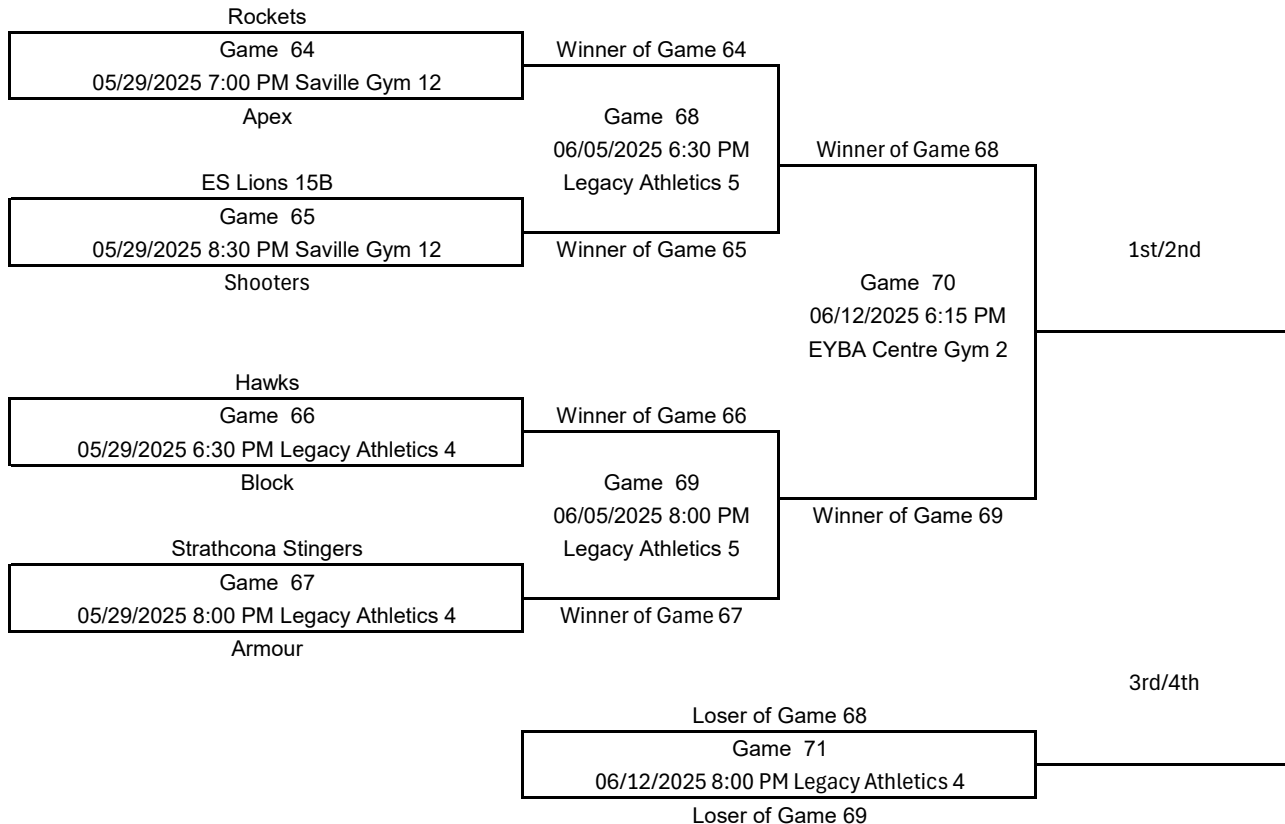 Rockets
Game 64
05/29/2025 7:00 PM Saville Gym 12
Apex
ES Lions 15B
Game 65
05/29/2025 8:30 PM Saville Gym 12
Shooters
Hawks
Game 66
05/29/2025 6:30 PM Legacy Athletics 4
Block
Strathcona Stingers
Game 67
05/29/2025 8:00 PM Legacy Athletics 4
Armour
Winner of Game 64
Game 68
06/05/2025 6:30 PM
Legacy Athletics 5
Winner of Game 65
Winner of Game 66
Game 69
06/05/2025 8:00 PM
Legacy Athletics 5
Winner of Game 67
Winner of Game 68
Game 70
06/12/2025 6:15 PM
EYBA Centre Gym 2
Winner of Game 69
1st/2nd
Loser of Game 68
Game 71
06/12/2025 8:00 PM Legacy Athletics 4
Loser of Game 69
3rd/4th